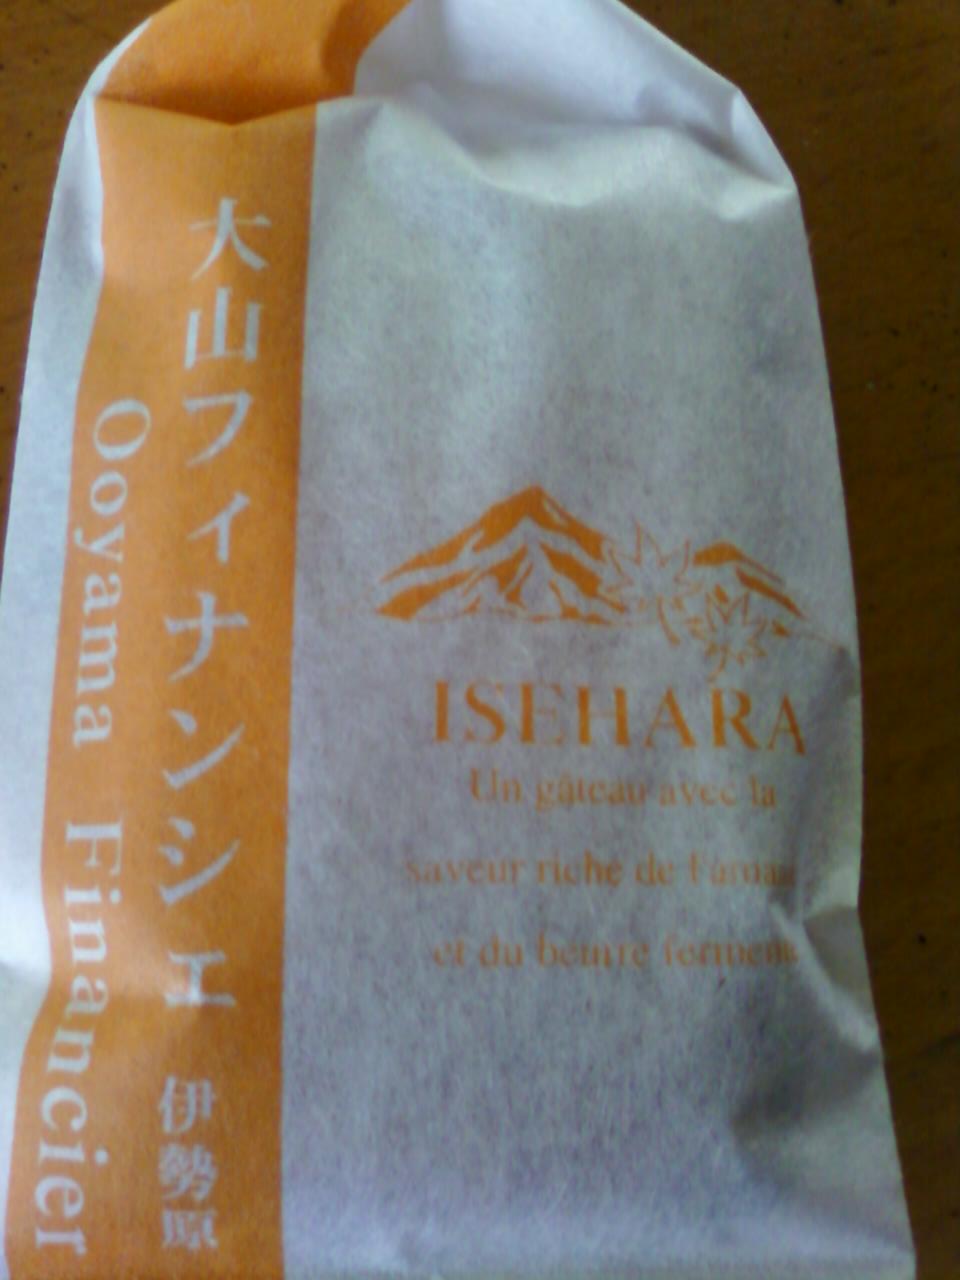 大山フィナンシェ 伊勢原
Ooyama Financier
ISEHARA
Un gâteau avec la
saveur riche de
et du beurre